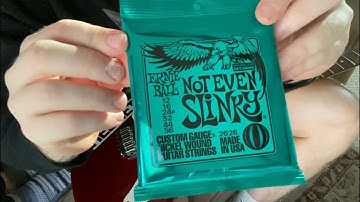 ERNIE
BALL
NOT EVEN
SLINKY
12
16
24p
32
44
56
CUSTOM GAUGE
NICKEL WOUND
GUITAR STRINGS
2626
MADE IN
USA